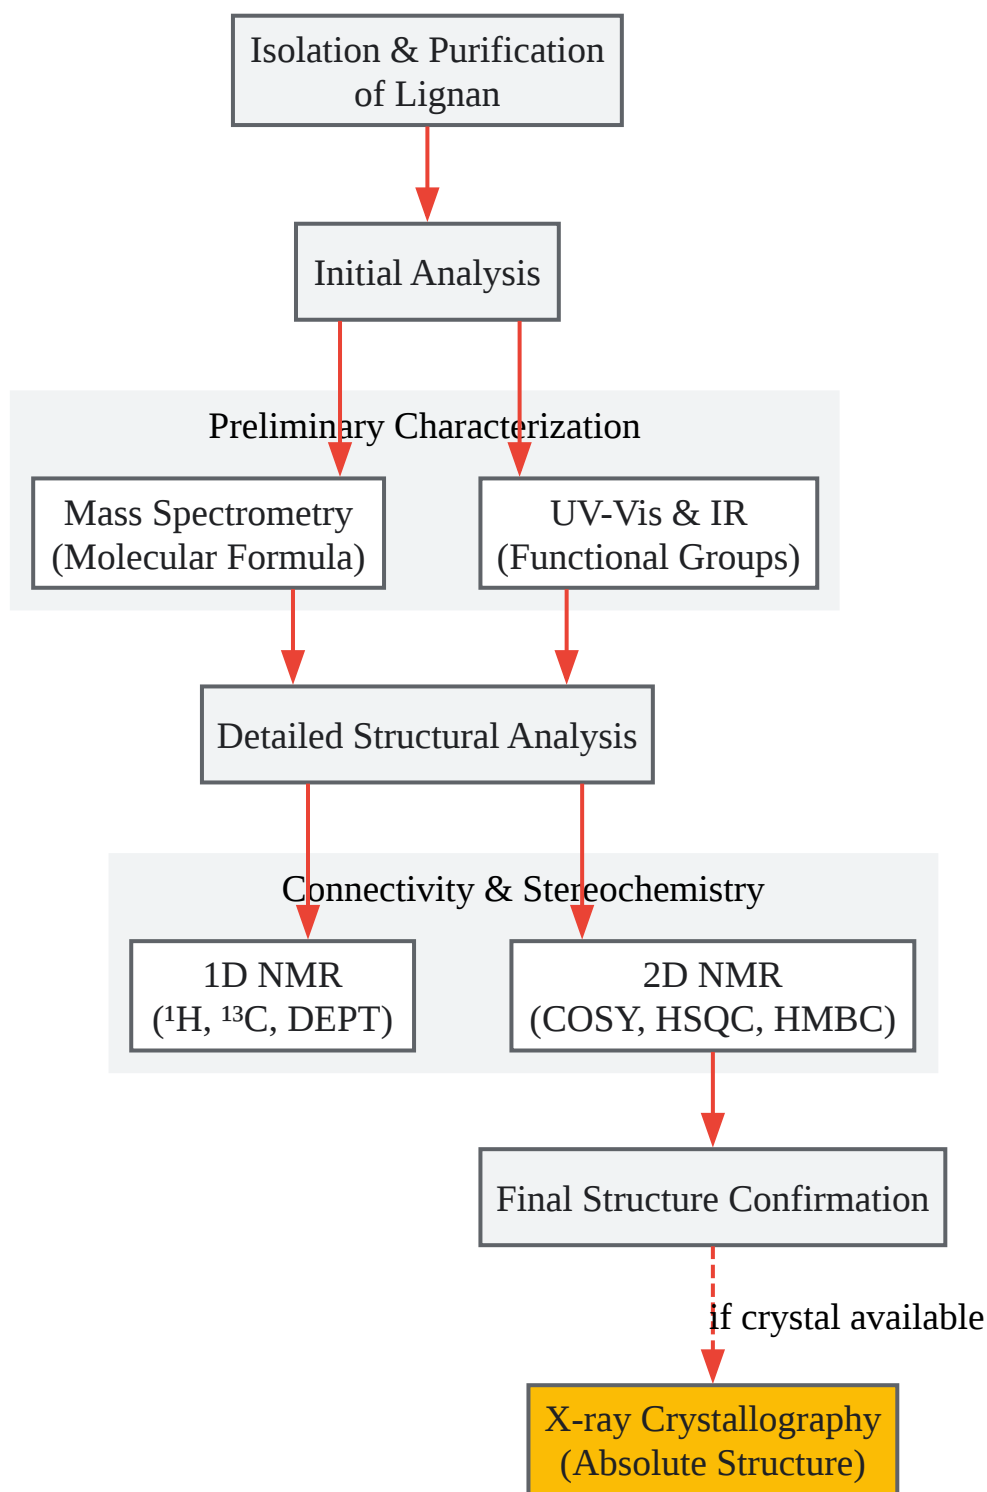 Isolation & Purification
of Lignan
Initial Analysis
Preliminary Characterization
Mass Spectrometry
(Molecular Formula)
UV-Vis & IR
(Functional Groups)
Detailed Structural Analysis
Connectivity & Stereochemistry
1D NMR
(¹H, ¹³C, DEPT)
2D NMR
(COSY, HSQC, HMBC)
Final Structure Confirmation
if crystal available
X-ray Crystallography
(Absolute Structure)